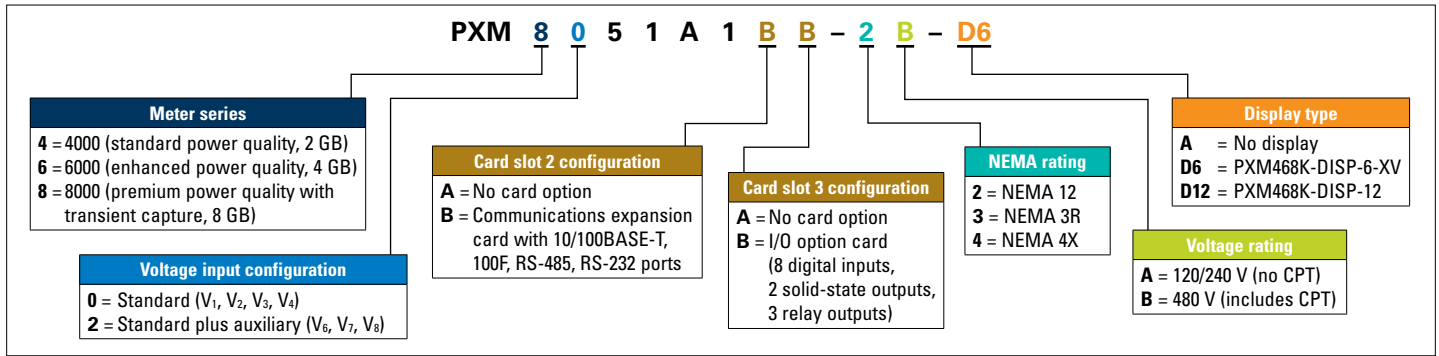 PXM 8 0 5 1 A 1 B B – 2 B – D6
Meter series
4 = 4000 (standard power quality, 2 GB)
6 = 6000 (enhanced power quality, 4 GB)
8 = 8000 (premium power quality with
transient capture, 8 GB)
Voltage input configuration
0 = Standard (V₁, V₂, V₃, V₄)
2 = Standard plus auxiliary (V₆, V₇, V₈)
Card slot 2 configuration
A = No card option
B = Communications expansion
card with 10/100BASE-T,
100F, RS-485, RS-232 ports
Card slot 3 configuration
A = No card option
B = I/O option card
(8 digital inputs,
2 solid-state outputs,
3 relay outputs)
NEMA rating
2 = NEMA 12
3 = NEMA 3R
4 = NEMA 4X
Voltage rating
A = 120/240 V (no CPT)
B = 480 V (includes CPT)
Display type
A = No display
D6 = PXM468K-DISP-6-XV
D12 = PXM468K-DISP-12